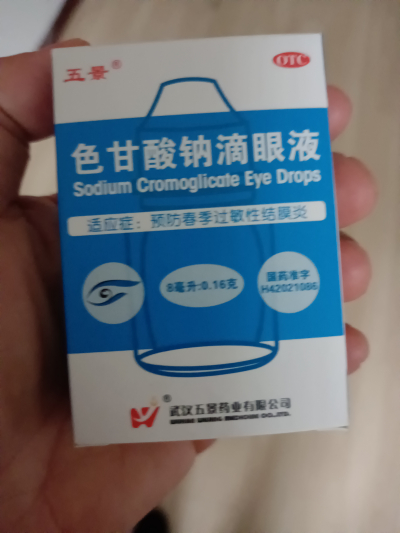 五景®
OTC
色甘酸钠滴眼液
Sodium Cromoglicate Eye Drops
适应症：预防春季过敏性结膜炎
8毫升:0.16克
国药准字
H42021086
武汉五景药业有限公司